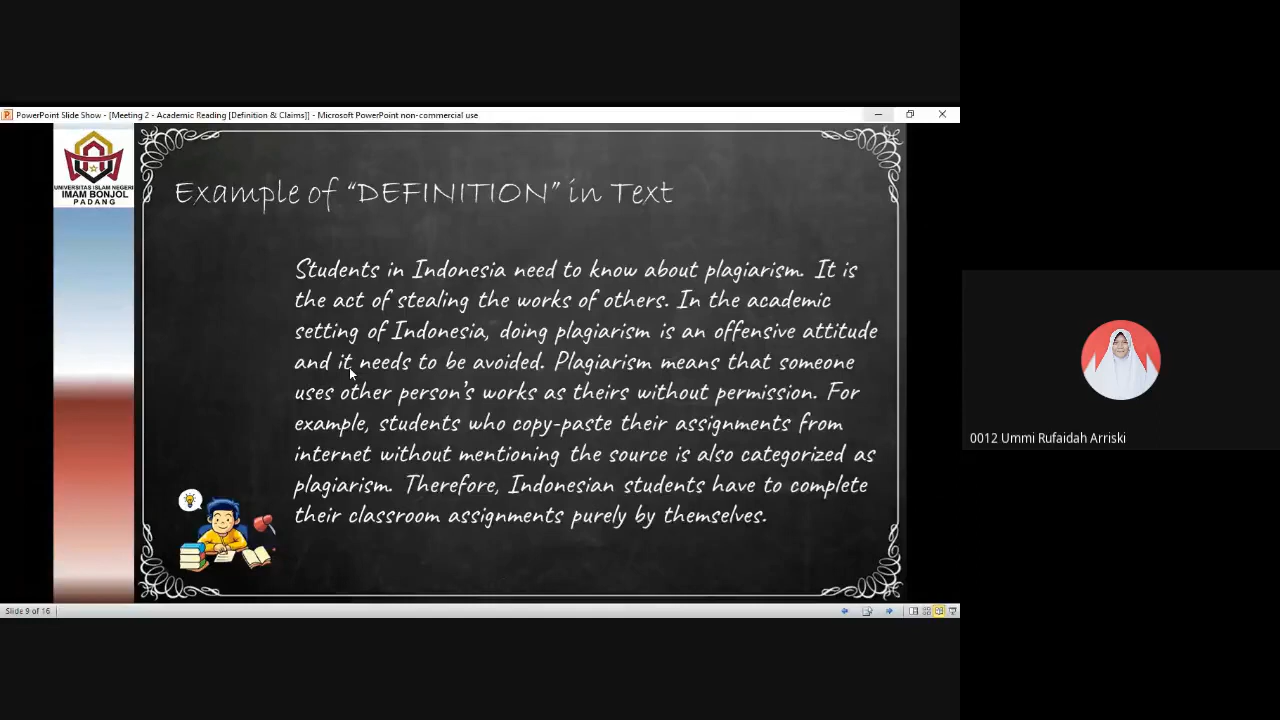 PowerPoint Slide Show - [Meeting 2 - Academic Reading [Definition & Claims]] - Microsoft PowerPoint non-commercial use
UNIVERSITAS ISLAM NEGERI
IMAM BONJOL
PADANG
Example of “DEFINITION” in Text
Students in Indonesia need to know about plagiarism. It is
the act of stealing the works of others. In the academic
setting of Indonesia, doing plagiarism is an offensive attitude
and it needs to be avoided. Plagiarism means that someone
uses other person's works as theirs without permission. For
example, students who copy-paste their assignments from
internet without mentioning the source is also categorized as
plagiarism. Therefore, Indonesian students have to complete
their classroom assignments purely by themselves.
Slide 9 of 16
0012 Ummi Rufaidah Arriski